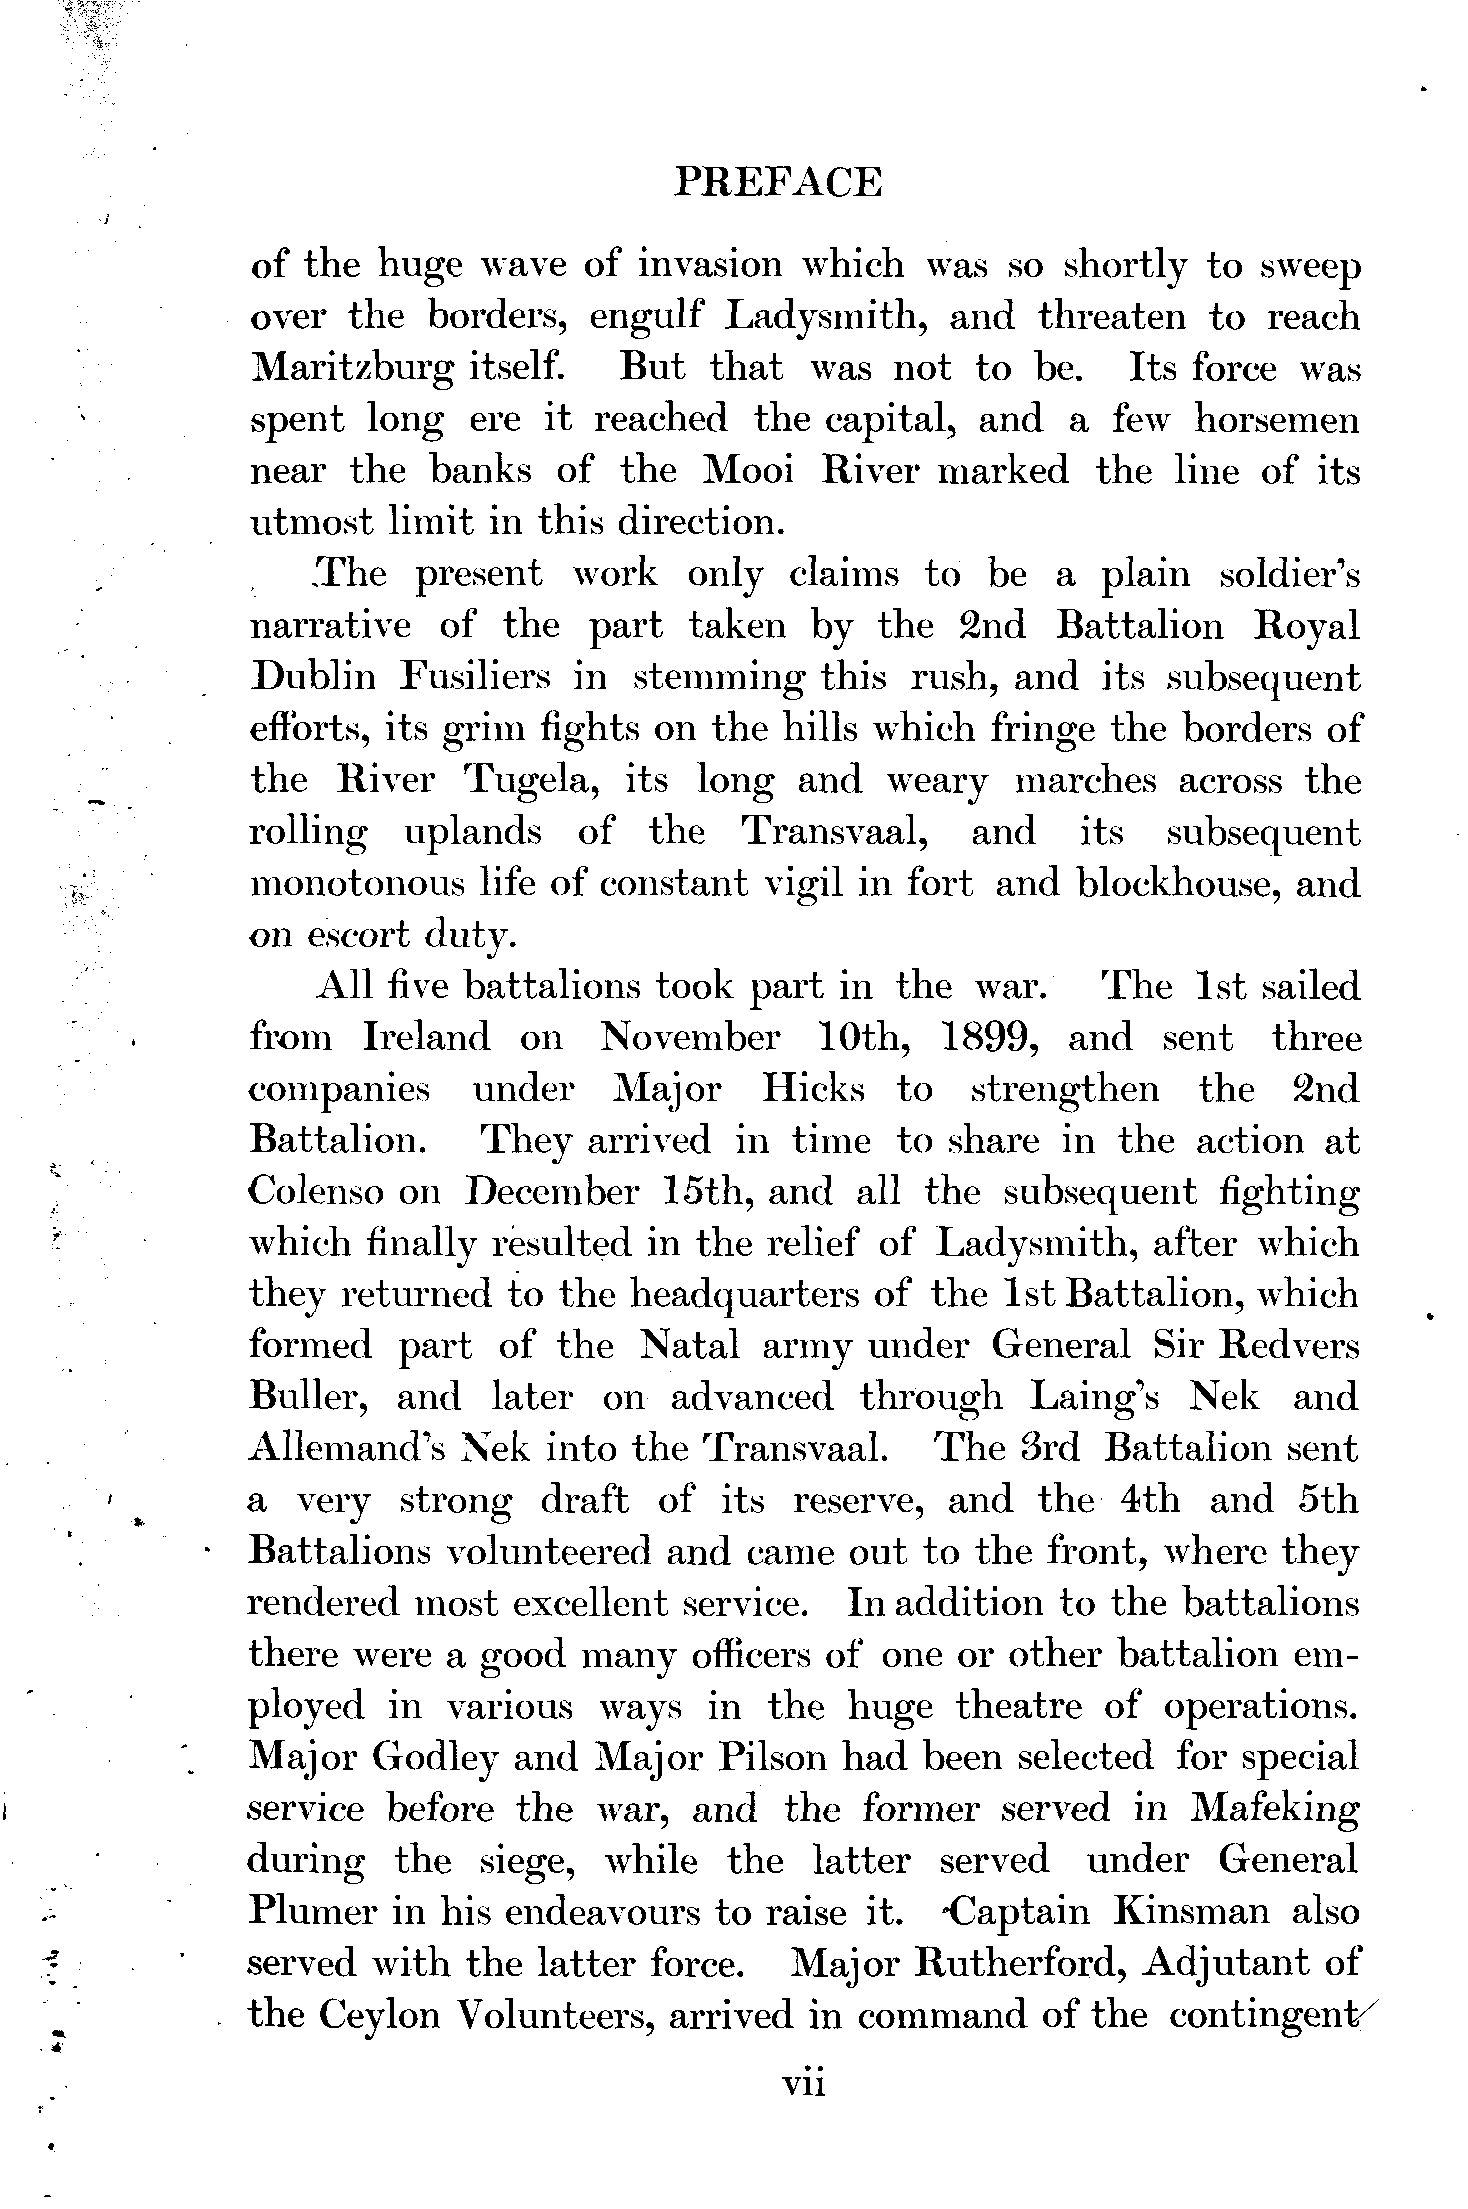 PREFACE
of the huge wave of invasion which was so shortly to sweep
over the borders, engulf Ladysmith, and threaten to reach
Maritzburg itself. But that was not to be. Its force was
spent long ere it reached the capital, and a few horsemen
near the banks of the Mooi River marked the line of its
utmost limit in this direction.
The present work only claims to be a plain soldier's
narrative of the part taken by the 2nd Battalion Royal
Dublin Fusiliers in stemming this rush, and its subsequent
efforts, its grim fights on the hills which fringe the borders of
the River Tugela, its long and weary marches across the
rolling uplands of the Transvaal, and its subsequent
monotonous life of constant vigil in fort and blockhouse, and
on escort duty.
All five battalions took part in the war. The 1st sailed
from Ireland on November 10th, 1899, and sent three
companies under Major Hicks to strengthen the 2nd
Battalion. They arrived in time to share in the action at
Colenso on December 15th, and all the subsequent fighting
which finally resulted in the relief of Ladysmith, after which
they returned to the headquarters of the 1st Battalion, which
formed part of the Natal army under General Sir Redvers
Buller, and later on advanced through Laing's Nek and
Allemand's Nek into the Transvaal. The 3rd Battalion sent
a very strong draft of its reserve, and the 4th and 5th
Battalions volunteered and came out to the front, where they
rendered most excellent service. In addition to the battalions
there were a good many officers of one or other battalion em-
ployed in various ways in the huge theatre of operations.
Major Godley and Major Pilson had been selected for special
service before the war, and the former served in Mafeking
during the siege, while the latter served under General
Plumer in his endeavours to raise it. Captain Kinsman also
served with the latter force. Major Rutherford, Adjutant of
the Ceylon Volunteers, arrived in command of the contingent
vii